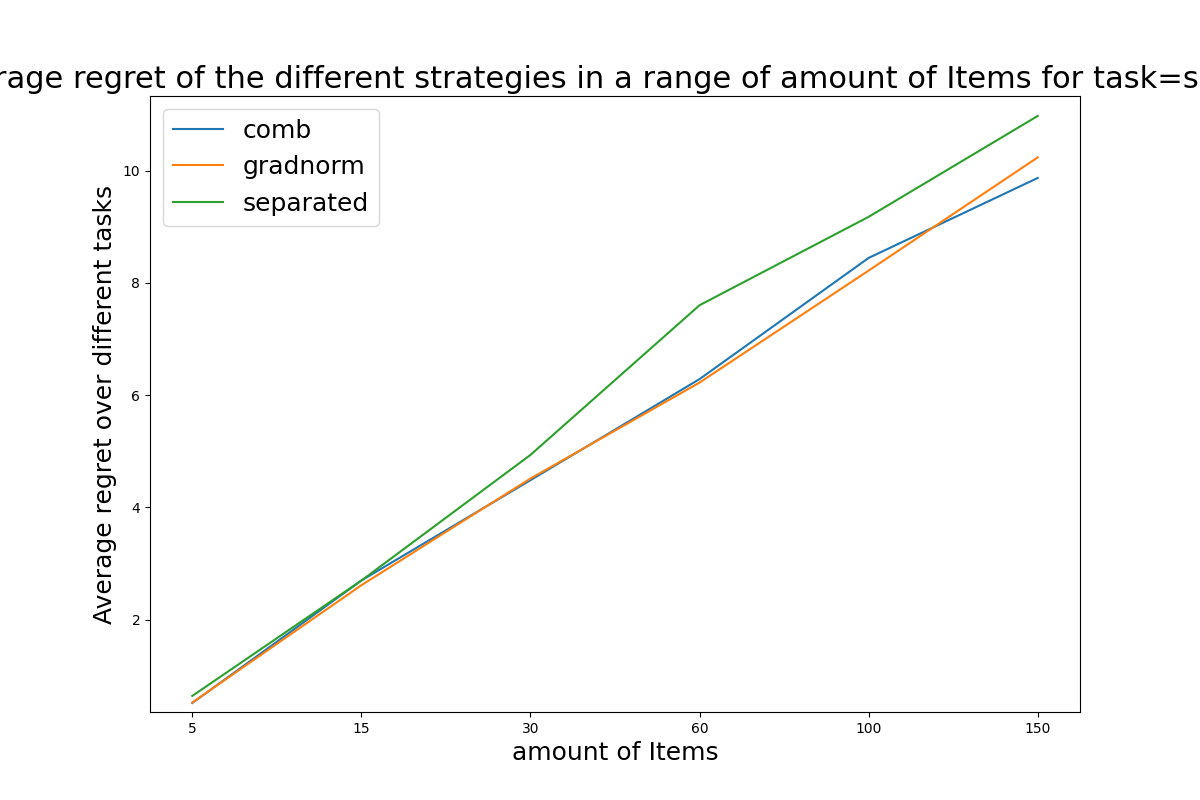 rage regret of the different strategies in a range of amount of Items for task=s
comb
gradnorm
separated
Average regret over different tasks
10
8
6
4
2
5 15 30 60 100 150
amount of Items